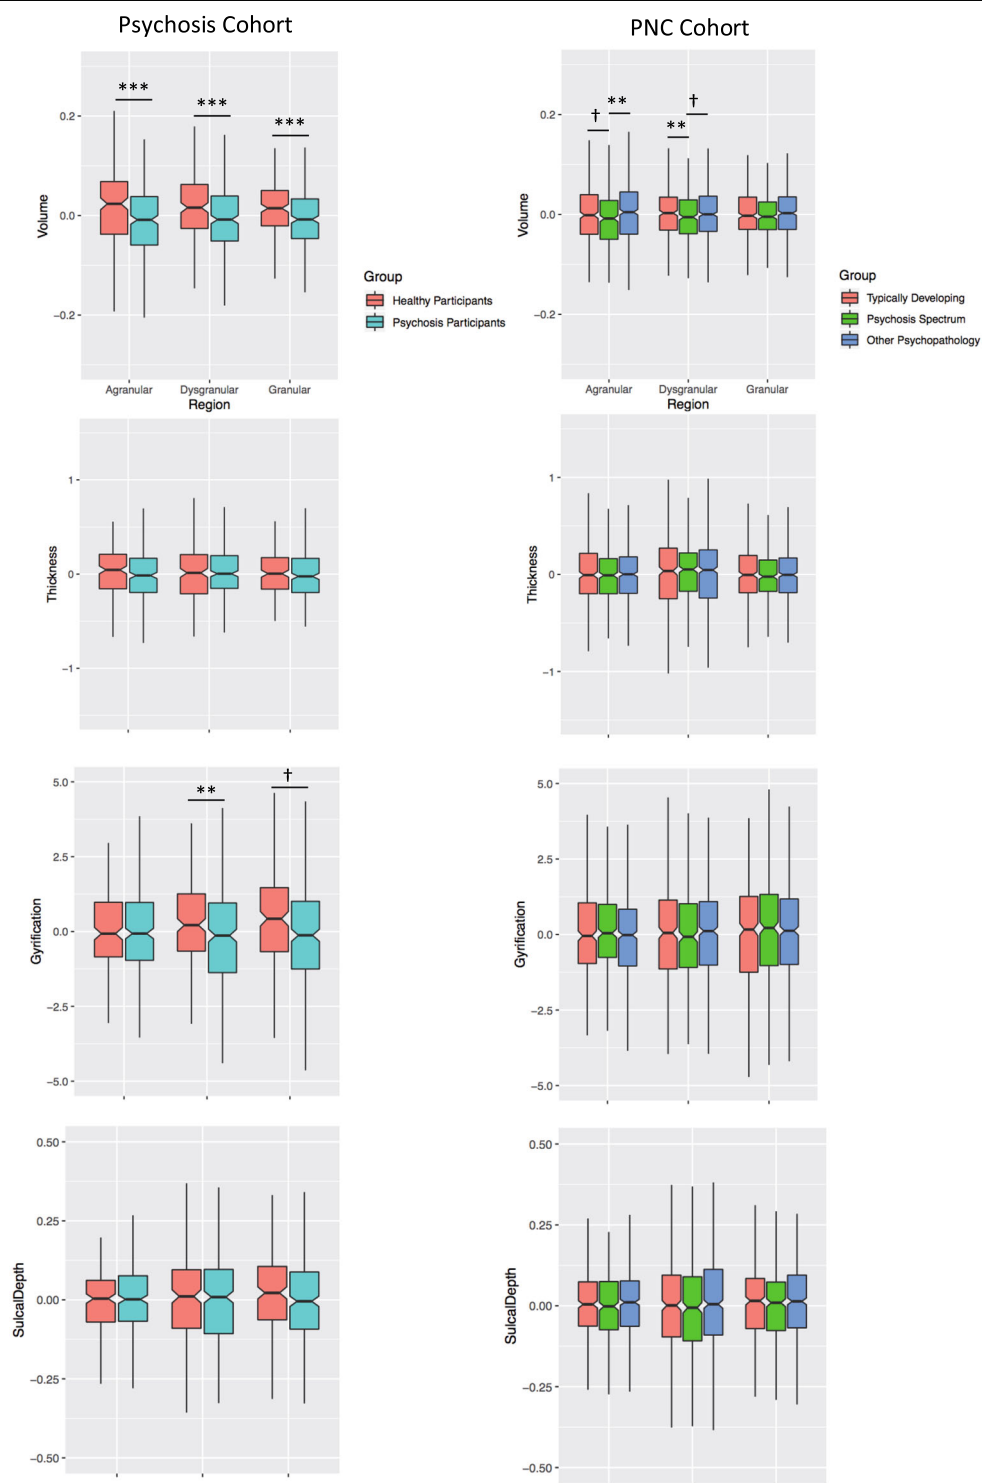 Psychosis Cohort
PNC Cohort
***
***
***
0.2
0.0
−0.2
Volume
Agranular Dysgranular Granular
Region
Group
Healthy Participants
Psychosis Participants
†
**
**
†
0.2
0.0
−0.2
Volume
Agranular Dysgranular Granular
Region
Group
Typically Developing
Psychosis Spectrum
Other Psychopathology
1
0
−1
Thickness
1
0
−1
Thickness
**
†
5.0
2.5
0.0
−2.5
−5.0
Gyrification
5.0
2.5
0.0
−2.5
−5.0
Gyrification
0.50
0.25
0.00
−0.25
−0.50
SulcalDepth
0.50
0.25
0.00
−0.25
−0.50
SulcalDepth